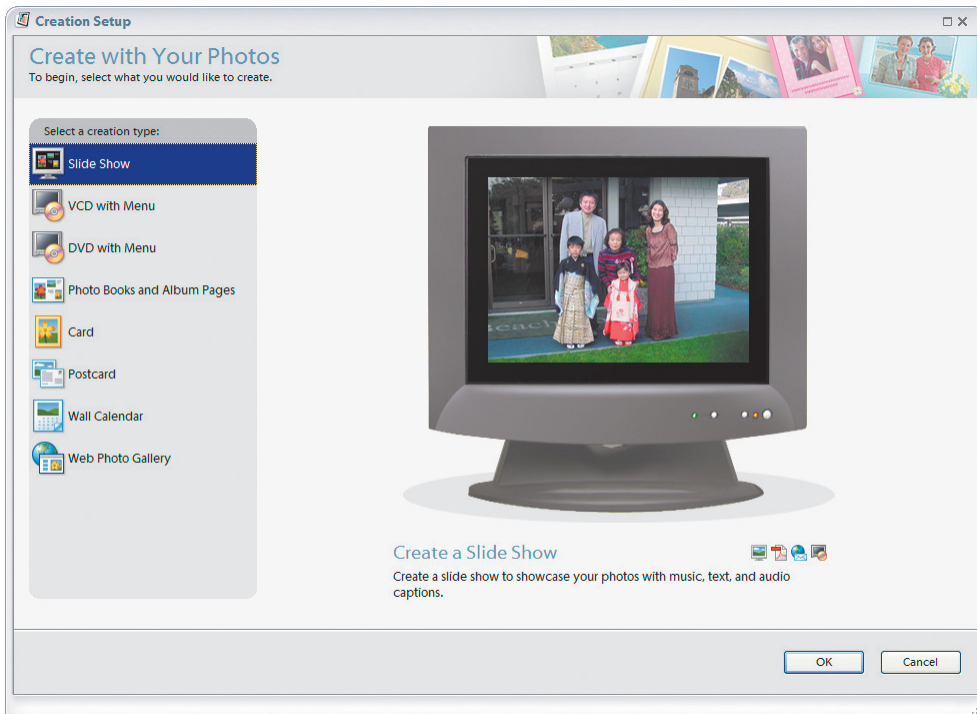 Creation Setup
Create with Your Photos
To begin, select what you would like to create.
Select a creation type:
Slide Show
VCD with Menu
DVD with Menu
Photo Books and Album Pages
Card
Postcard
Wall Calendar
Web Photo Gallery
Beach
Create a Slide Show
Create a slide show to showcase your photos with music, text, and audio
captions.
OK
Cancel